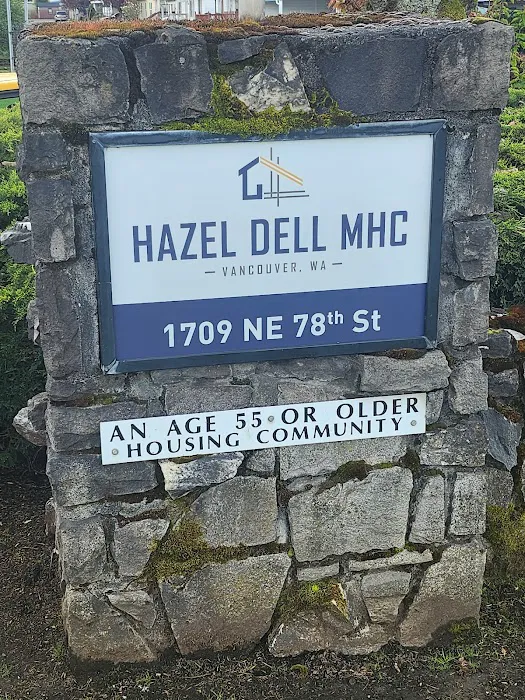 HAZEL DELL MHC
— VANCOUVER, WA —
1709 NE 78th St
AN AGE 55 OR OLDER
HOUSING COMMUNITY